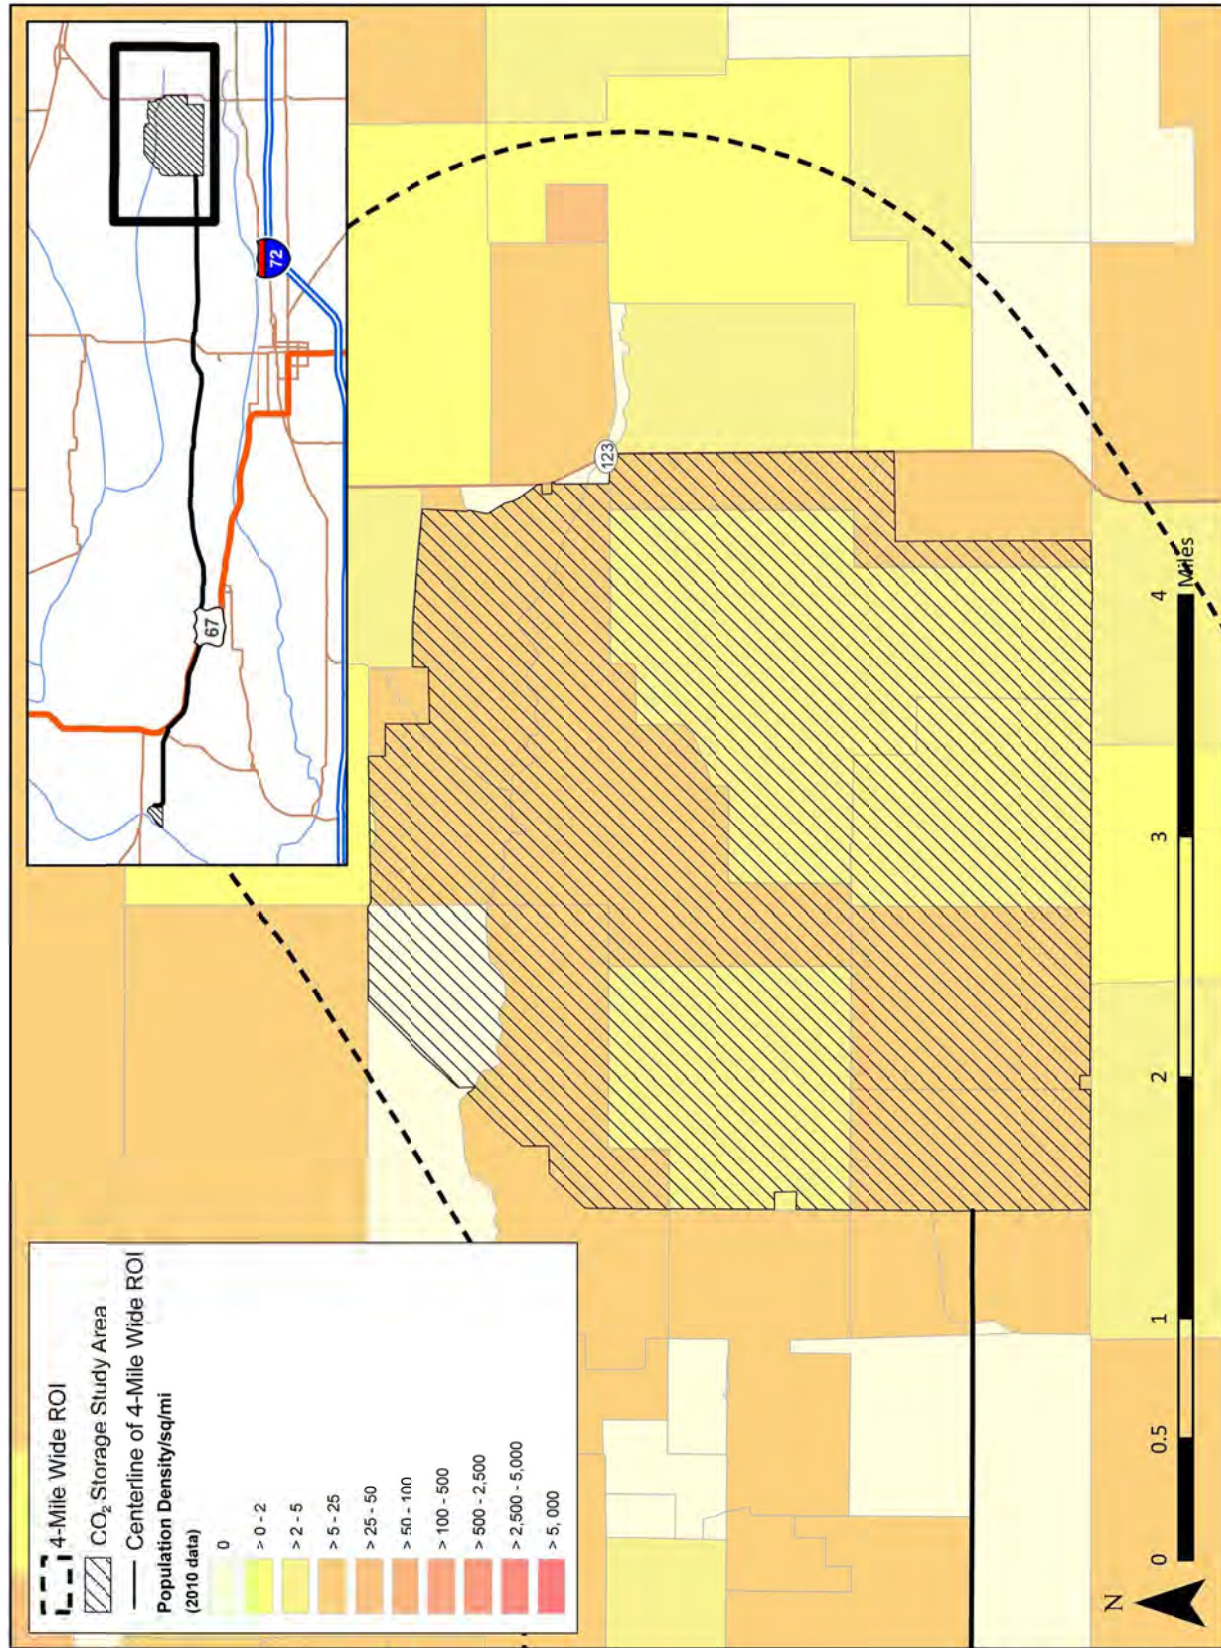 4-Mile Wide ROI
CO₂ Storage Study Area
Centerline of 4-Mile Wide ROI
Population Density/sq/mi
(2010 data)
0
> 0 - 2
> 2 - 5
> 5 - 25
> 25 - 50
> 50 - 100
> 100 - 500
> 500 - 2,500
> 2,500 - 5,000
> 5, 000
67
72
123
N
0 0.5 1 2 3 4
Miles